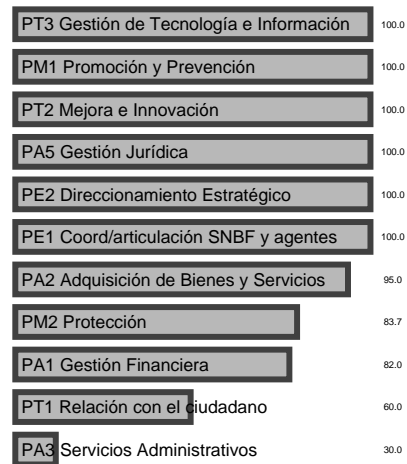 PT3 Gestión de Tecnología e Información 100.0
PM1 Promoción y Prevención 100.0
PT2 Mejora e Innovación 100.0
PA5 Gestión Jurídica 100.0
PE2 Direccionamiento Estratégico 100.0
PE1 Coord/articulación SNBF y agentes 100.0
PA2 Adquisición de Bienes y Servicios 95.0
PM2 Protección 83.7
PA1 Gestión Financiera 82.0
PT1 Relación con el ciudadano 60.0
PA3 Servicios Administrativos 30.0